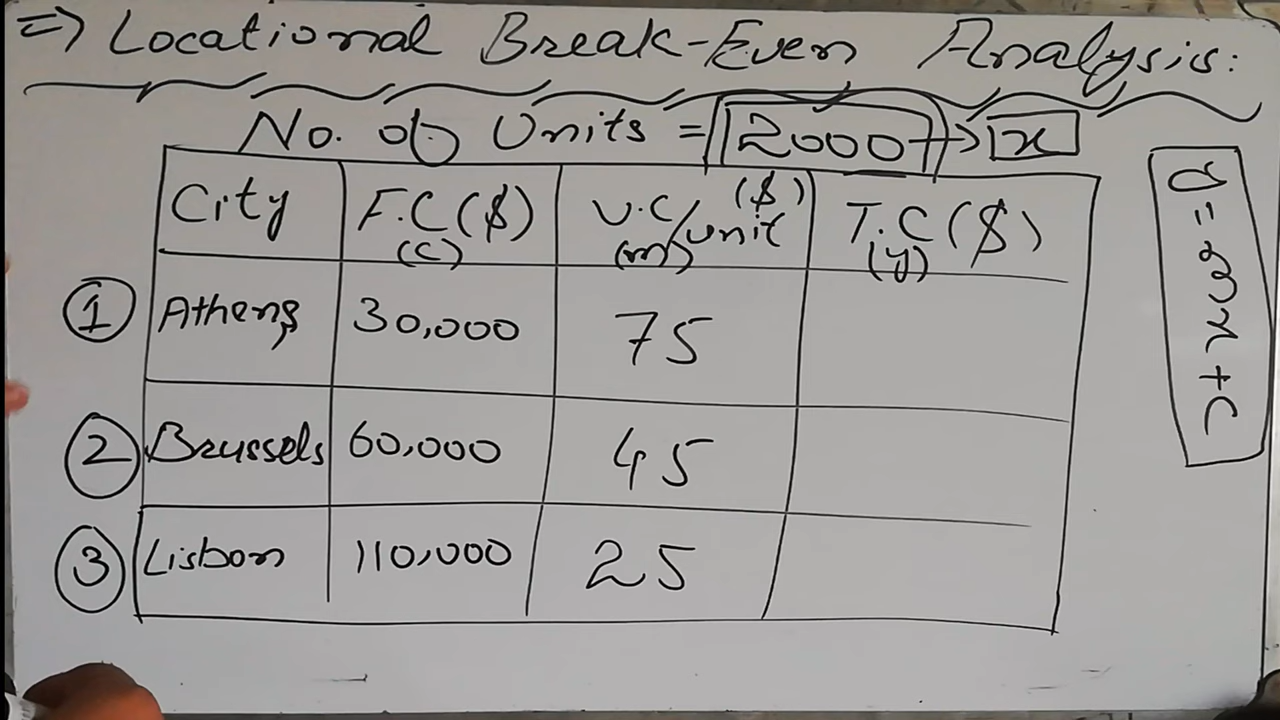 => Locational Break-Even Analysis:
No. of Units = 2000 → x
City F.C ($) (C) V.C/unit ($) (m) T.C ($) (y)
① Athens 30,000 75
② Brussels 60,000 45
③ Lisbon 110,000 25
y = mx + C